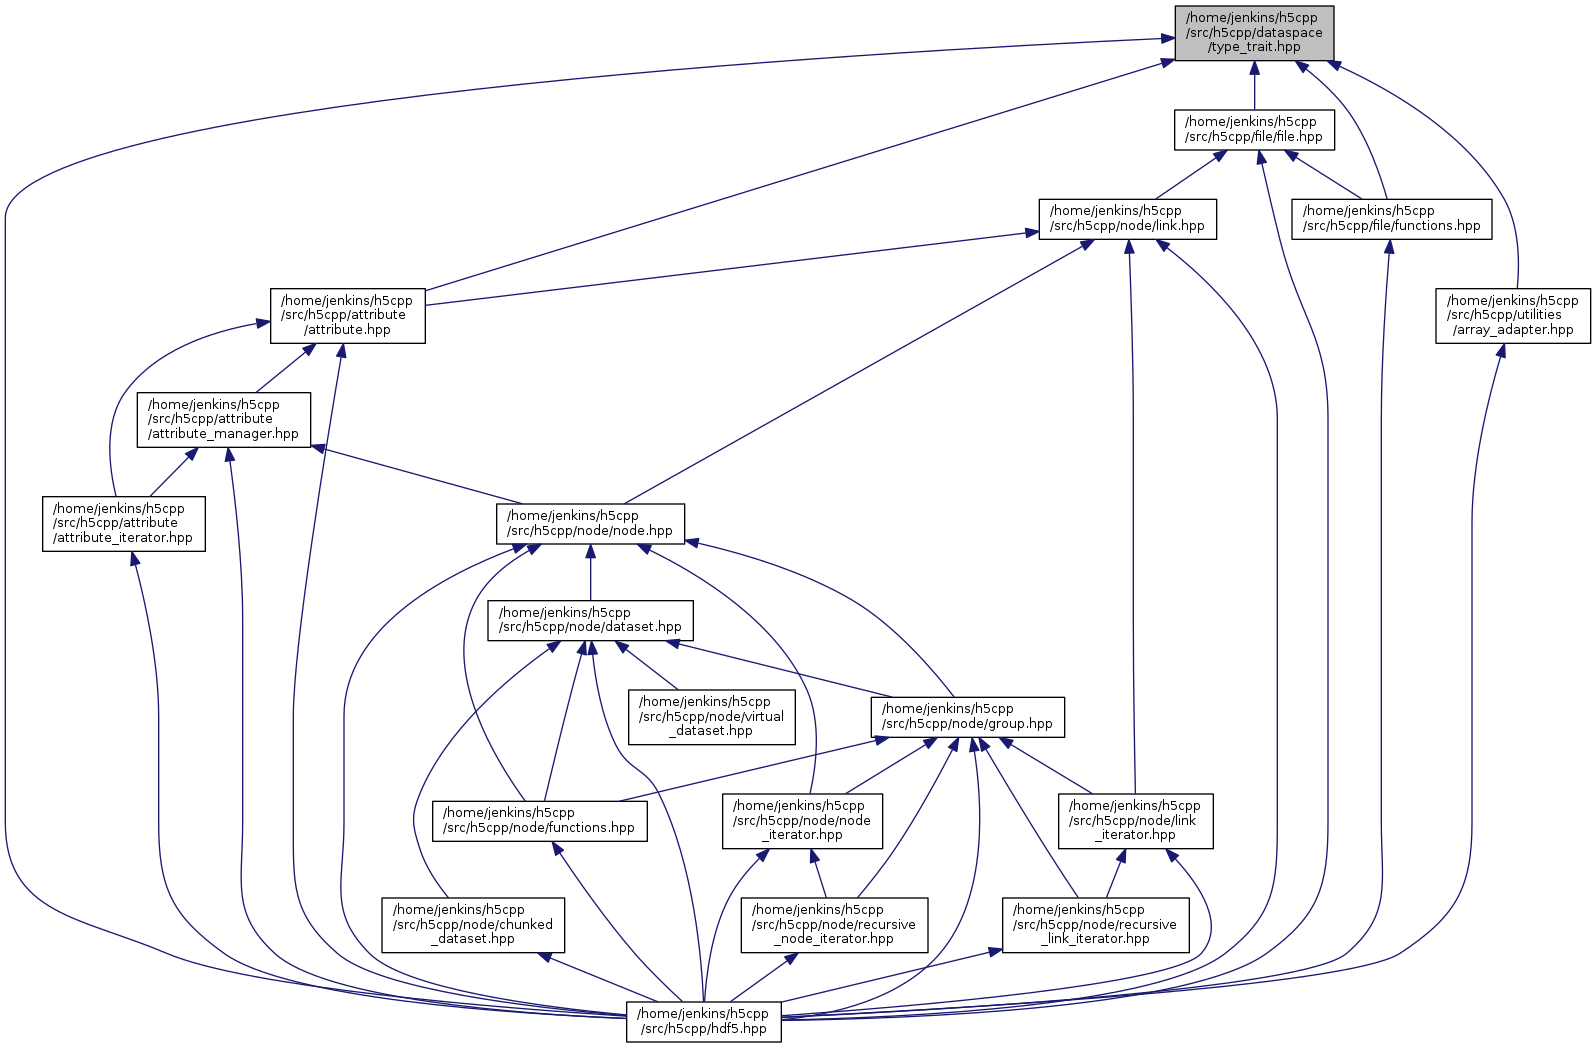 /home/jenkins/h5cpp
/src/h5cpp/dataspace
/type_trait.hpp
/home/jenkins/h5cpp
/src/h5cpp/file/file.hpp
/home/jenkins/h5cpp
/src/h5cpp/node/link.hpp
/home/jenkins/h5cpp
/src/h5cpp/file/functions.hpp
/home/jenkins/h5cpp
/src/h5cpp/attribute
/attribute.hpp
/home/jenkins/h5cpp
/src/h5cpp/utilities
/array_adapter.hpp
/home/jenkins/h5cpp
/src/h5cpp/attribute
/attribute_manager.hpp
/home/jenkins/h5cpp
/src/h5cpp/attribute
/attribute_iterator.hpp
/home/jenkins/h5cpp
/src/h5cpp/node/node.hpp
/home/jenkins/h5cpp
/src/h5cpp/node/dataset.hpp
/home/jenkins/h5cpp
/src/h5cpp/node/virtual
_dataset.hpp
/home/jenkins/h5cpp
/src/h5cpp/node/group.hpp
/home/jenkins/h5cpp
/src/h5cpp/node/functions.hpp
/home/jenkins/h5cpp
/src/h5cpp/node/node
_iterator.hpp
/home/jenkins/h5cpp
/src/h5cpp/node/link
_iterator.hpp
/home/jenkins/h5cpp
/src/h5cpp/node/chunked
_dataset.hpp
/home/jenkins/h5cpp
/src/h5cpp/node/recursive
_node_iterator.hpp
/home/jenkins/h5cpp
/src/h5cpp/node/recursive
_link_iterator.hpp
/home/jenkins/h5cpp
/src/h5cpp/hdf5.hpp